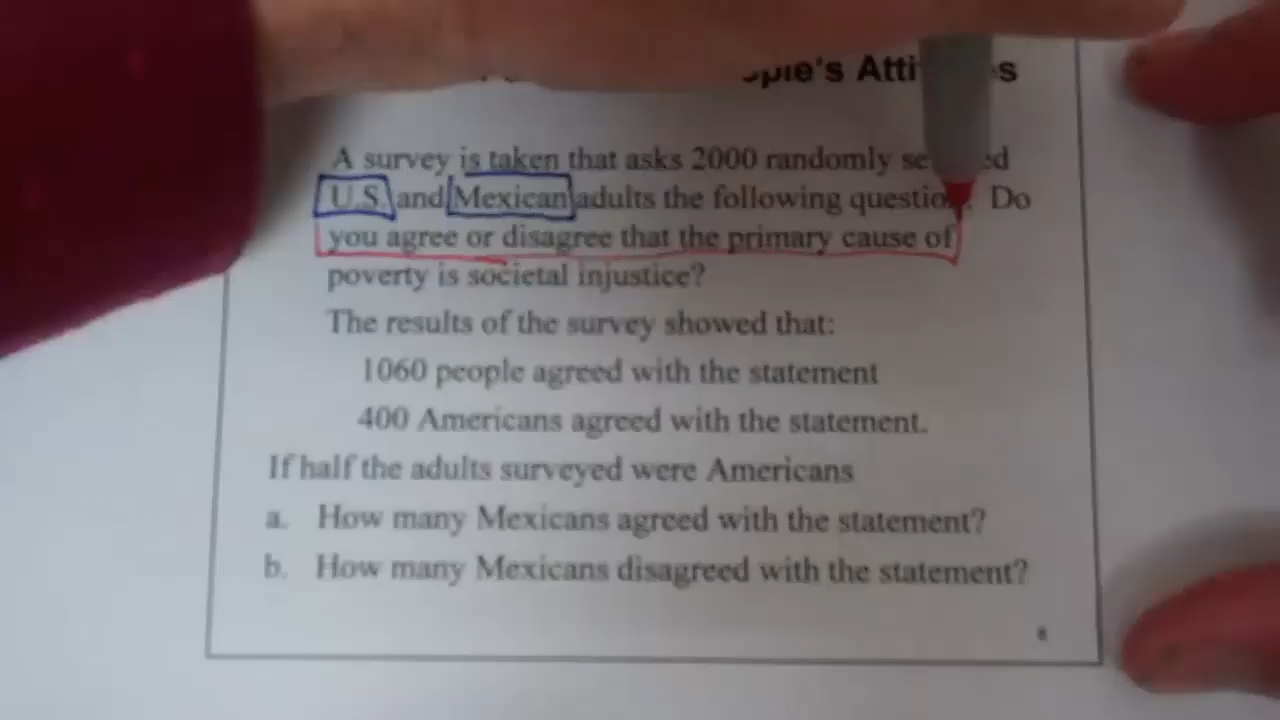 Atti s
A survey is taken that asks 2000 randomly
U.S. and Mexican adults the following Do
you agree or disagree that the primary cause of
poverty is societal injustice?
The results of the survey showed that:
1060 people agreed with the statement
400 Americans agreed with the statement.
If half the adults surveyed were Americans
a. How many Mexicans agreed with the statement?
b. How many Mexicans disagreed with the statement?